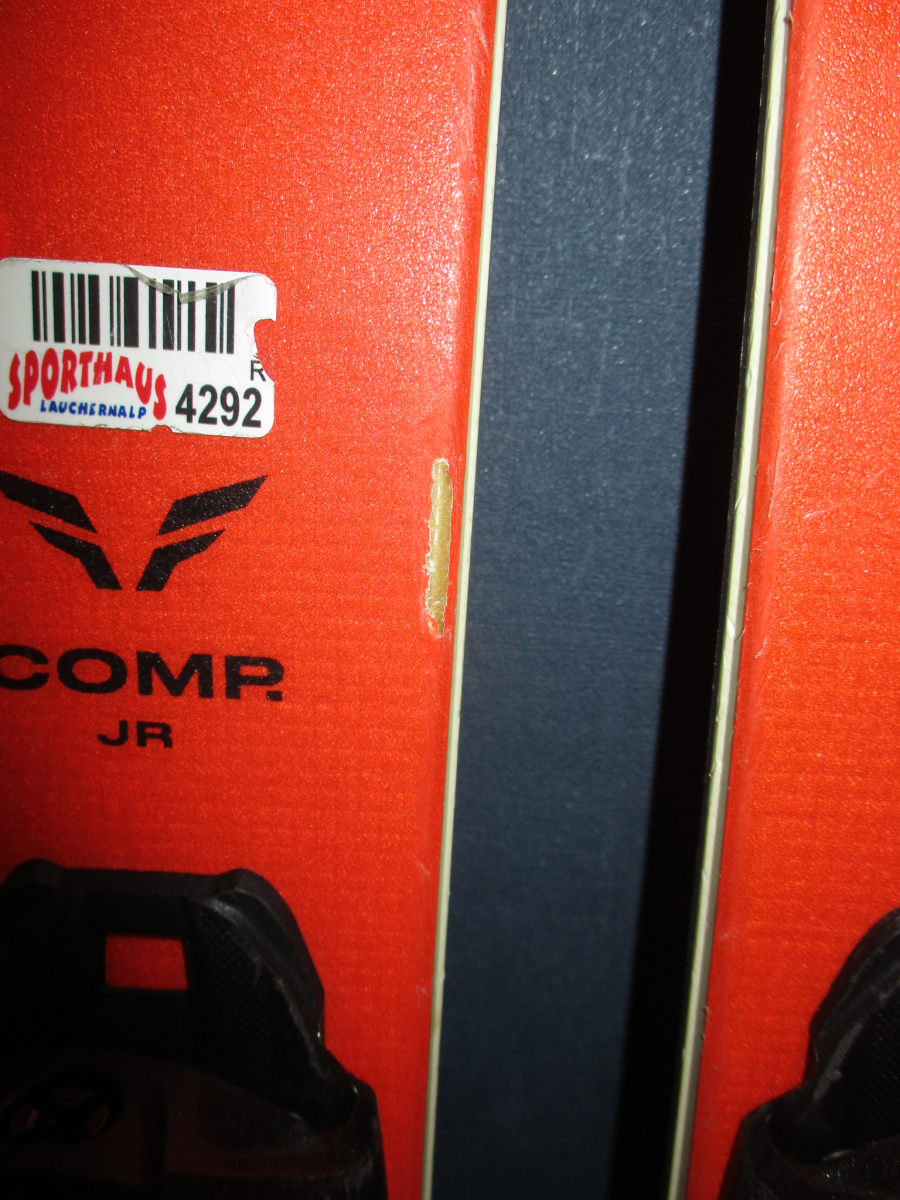 R
SPORTHAUS
LAUCHERNALP
4292
COMP.
JR